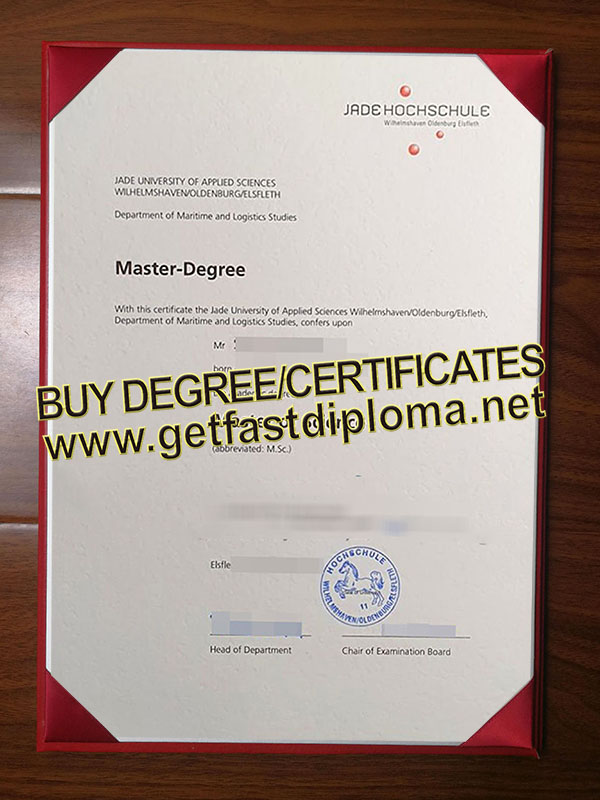 JADEHOCHSCHULE
Wilhelmshaven Oldenburg Elsfleth
JADE UNIVERSITY OF APPLIED SCIENCES
WILHELMSHAVEN/OLDENBURG/ELSFLETH
Department of Maritime and Logistics Studies
Master-Degree
With this certificate the Jade University of Applied Sciences Wilhelmshaven/Oldenburg/Elsfleth,
Department of Maritime and Logistics Studies, confers upon
Mr
born
BUY DEGREE/CERTIFICATES
www.getfastdiploma.net
(abbreviated: M.Sc.)
Elsfle
HOCHSCHULE
WILHELMSHAVEN/OLDENBURG/ELSFLETH
11
Head of Department
Chair of Examination Board